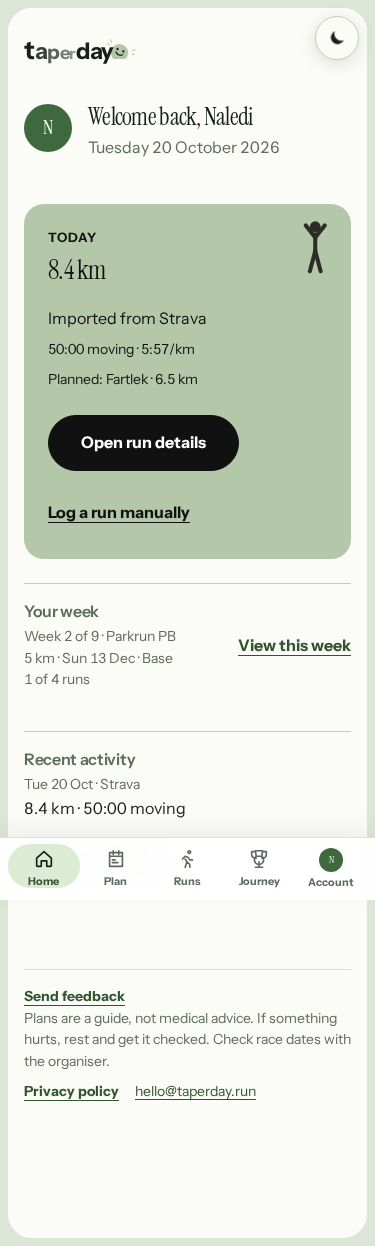 taperday
N
Welcome back, Naledi
Tuesday 20 October 2026
TODAY
8.4 km
Imported from Strava
50:00 moving · 5:57/km
Planned: Fartlek · 6.5 km
Open run details
Log a run manually
Your week
Week 2 of 9 · Parkrun PB
5 km · Sun 13 Dec · Base
1 of 4 runs
View this week
Recent activity
Tue 20 Oct · Strava
8.4 km · 50:00 moving
Home
Plan
Runs
Journey
N
Account
Send feedback
Plans are a guide, not medical advice. If something
hurts, rest and get it checked. Check race dates with
the organiser.
Privacy policy
hello@taperday.run